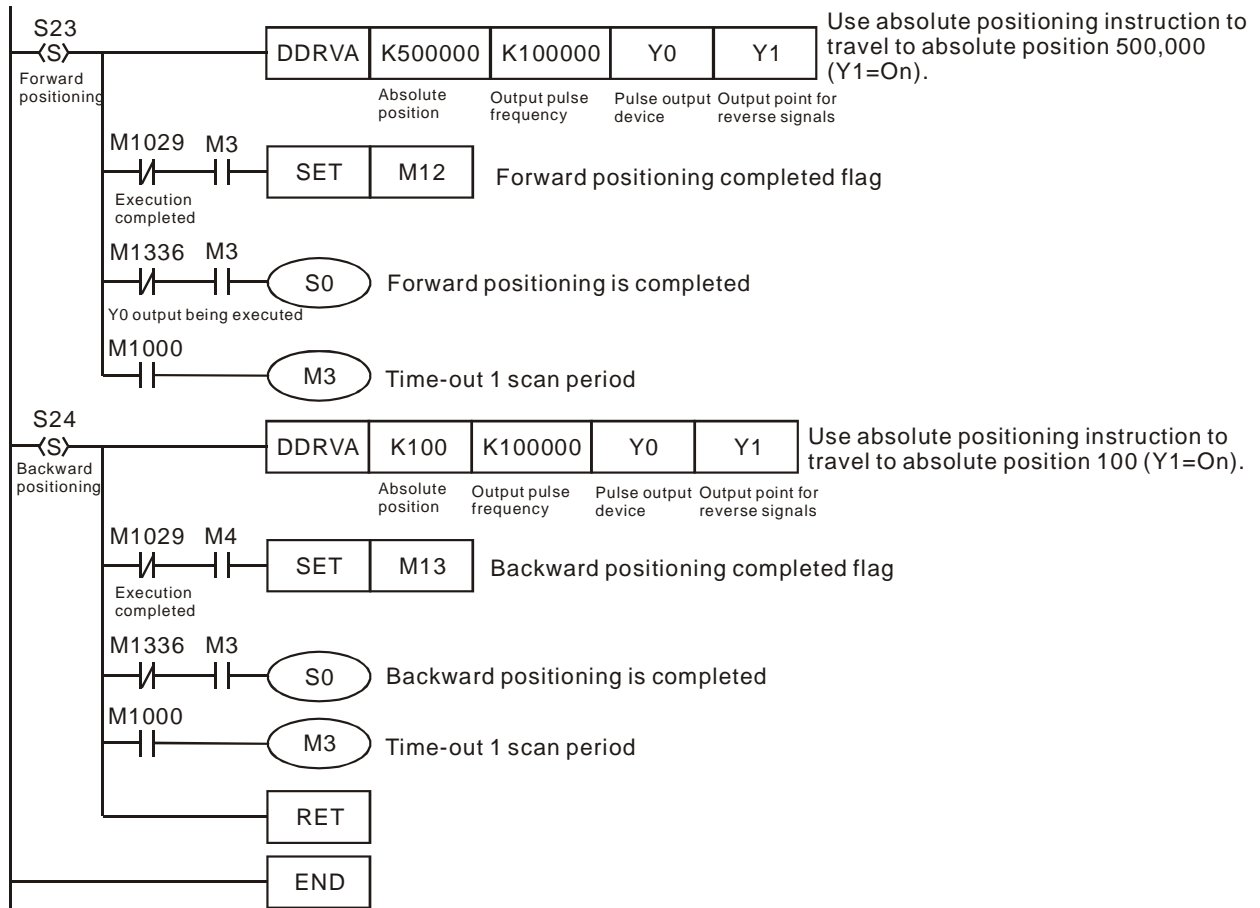 S23
S
Forward
positioning
DDRVA K500000 K100000 Y0 Y1
Use absolute positioning instruction to
travel to absolute position 500,000
(Y1=On).
Absolute
position
Output pulse
frequency
Pulse output
device
Output point for
reverse signals
M1029 M3
SET M12 Forward positioning completed flag
Execution
completed
M1336 M3
S0 Forward positioning is completed
Y0 output being executed
M1000
M3 Time-out 1 scan period
S24
S
Backward
positioning
DDRVA K100 K100000 Y0 Y1
Use absolute positioning instruction to
travel to absolute position 100 (Y1=On).
Absolute
position
Output pulse
frequency
Pulse output
device
Output point for
reverse signals
M1029 M4
SET M13 Backward positioning completed flag
Execution
completed
M1336 M3
S0 Backward positioning is completed
M1000
M3 Time-out 1 scan period
RET
END